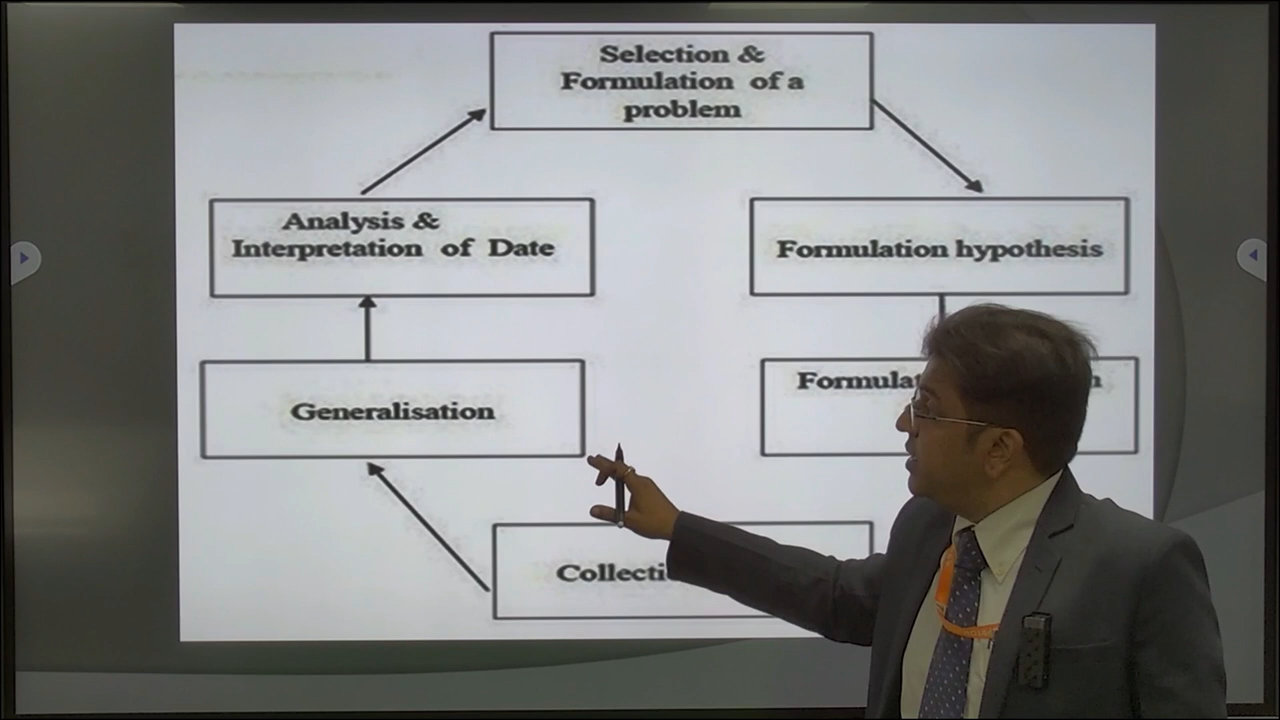 Selection &
Formulation of a
problem
Analysis &
Interpretation of Date
Formulation hypothesis
Generalisation